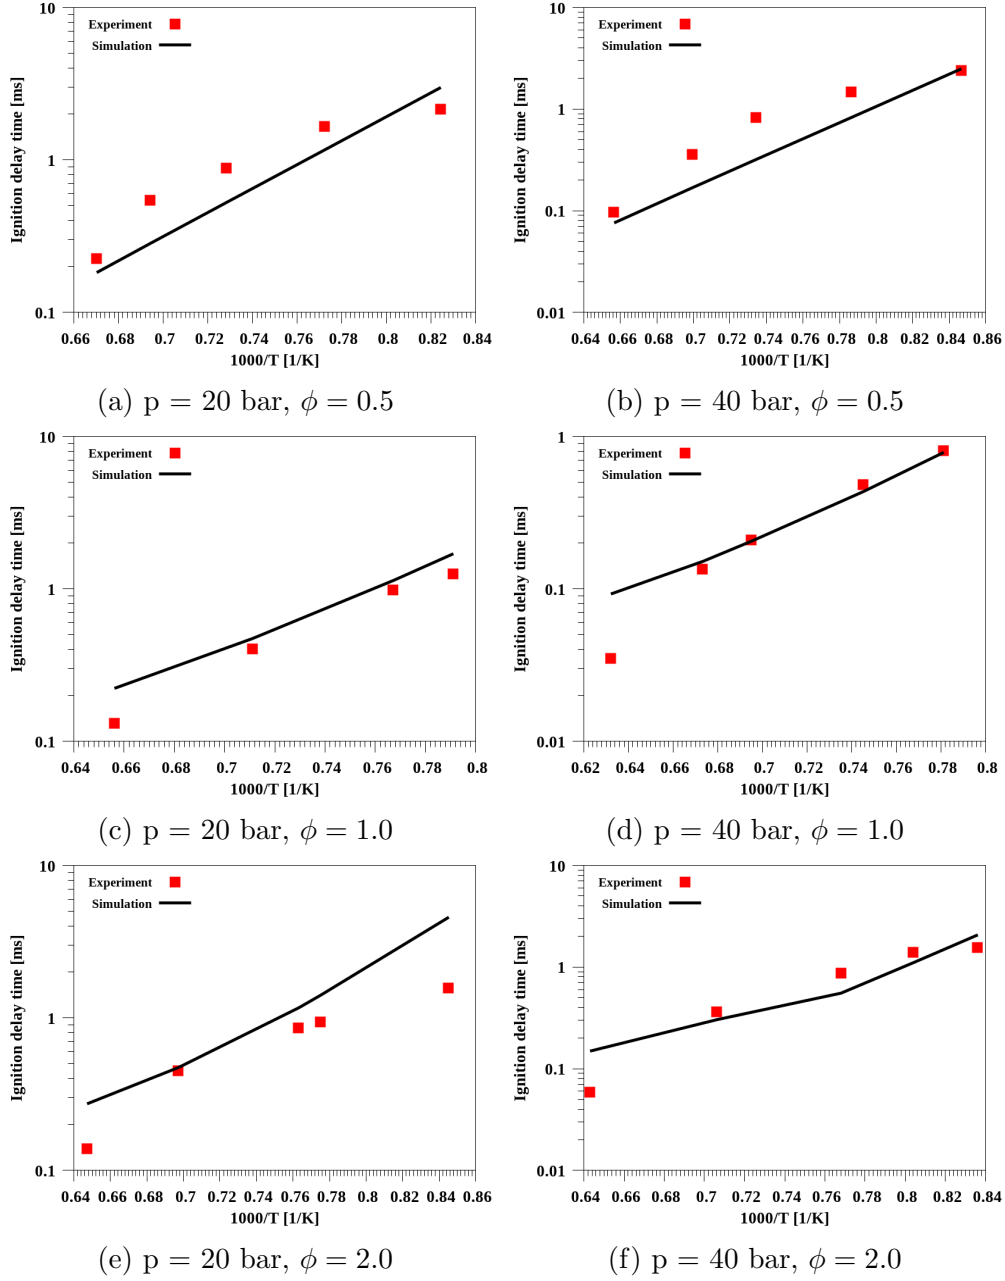 10
1
0.1
Ignition delay time [ms]
Experiment
Simulation
0.66 0.68 0.7 0.72 0.74 0.76 0.78 0.8 0.82 0.84
1000/T [1/K]
(a) p = 20 bar, ϕ = 0.5
10
1
0.1
0.01
Ignition delay time [ms]
Experiment
Simulation
0.64 0.66 0.68 0.7 0.72 0.74 0.76 0.78 0.8 0.82 0.84 0.86
1000/T [1/K]
(b) p = 40 bar, ϕ = 0.5
10
1
0.1
Ignition delay time [ms]
Experiment
Simulation
0.64 0.66 0.68 0.7 0.72 0.74 0.76 0.78 0.8
1000/T [1/K]
(c) p = 20 bar, ϕ = 1.0
1
0.1
0.01
Ignition delay time [ms]
Experiment
Simulation
0.62 0.64 0.66 0.68 0.7 0.72 0.74 0.76 0.78 0.8
1000/T [1/K]
(d) p = 40 bar, ϕ = 1.0
10
1
0.1
Ignition delay time [ms]
Experiment
Simulation
0.64 0.66 0.68 0.7 0.72 0.74 0.76 0.78 0.8 0.82 0.84 0.86
1000/T [1/K]
(e) p = 20 bar, ϕ = 2.0
10
1
0.1
0.01
Ignition delay time [ms]
Experiment
Simulation
0.64 0.66 0.68 0.7 0.72 0.74 0.76 0.78 0.8 0.82 0.84
1000/T [1/K]
(f) p = 40 bar, ϕ = 2.0